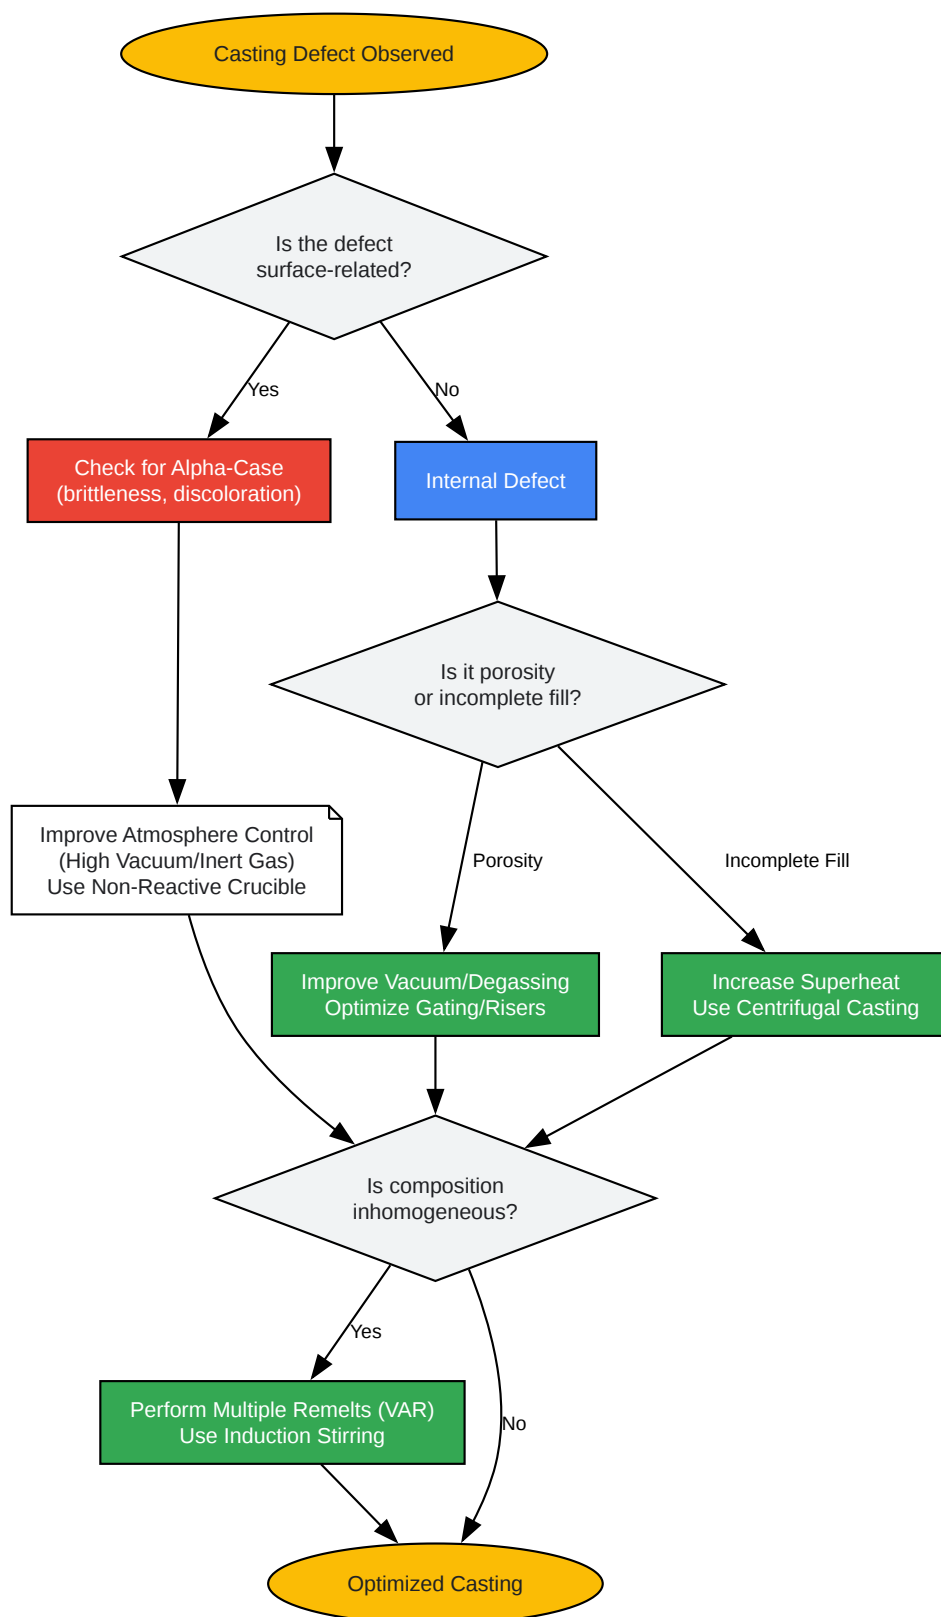 Casting Defect Observed
Is the defect
surface-related?
Yes
No
Check for Alpha-Case
(brittleness, discoloration)
Internal Defect
Is it porosity
or incomplete fill?
Improve Atmosphere Control
(High Vacuum/Inert Gas)
Use Non-Reactive Crucible
Porosity
Incomplete Fill
Improve Vacuum/Degassing
Optimize Gating/Risers
Increase Superheat
Use Centrifugal Casting
Is composition
inhomogeneous?
Yes
Perform Multiple Remelts (VAR)
Use Induction Stirring
No
Optimized Casting